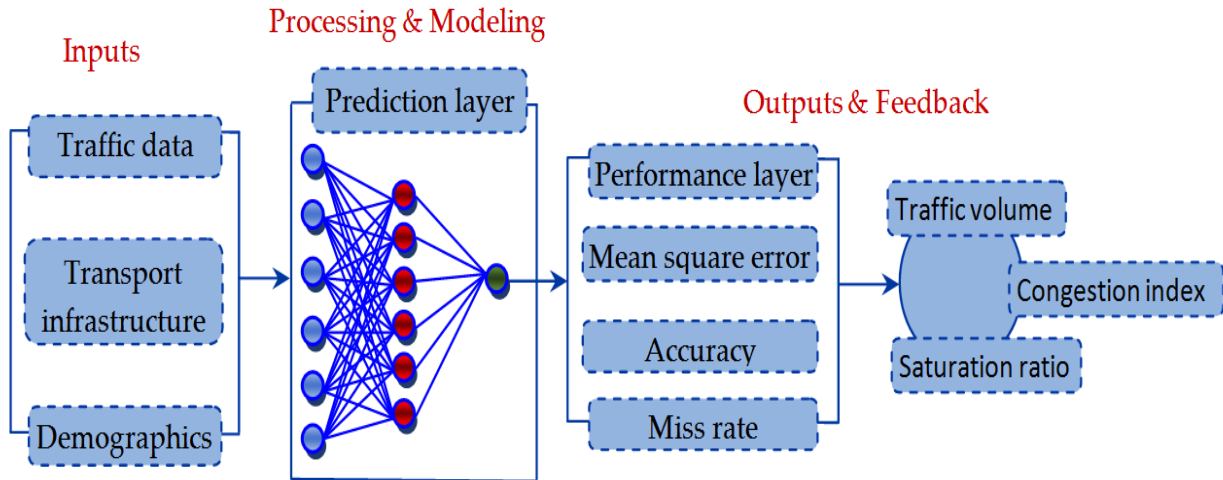 Inputs
Traffic data
Transport
infrastructure
Demographics
Processing & Modeling
Prediction layer
Outputs & Feedback
Performance layer
Mean square error
Accuracy
Miss rate
Traffic volume
Congestion index
Saturation ratio